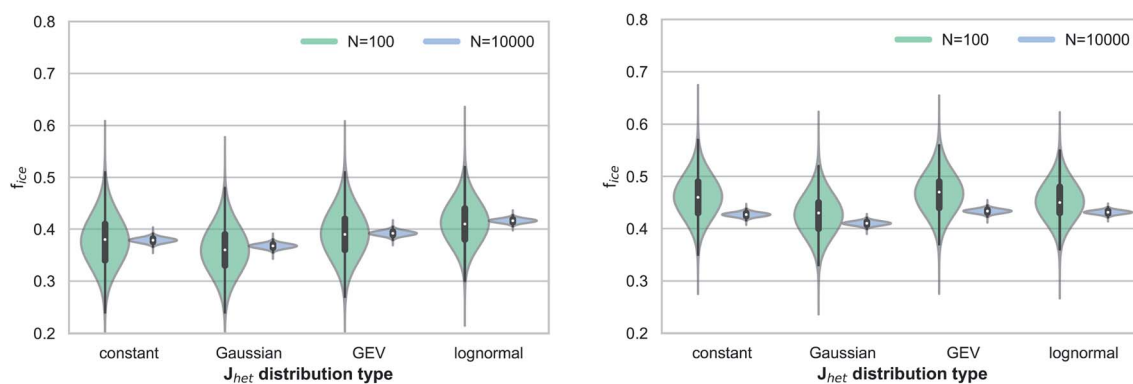 0.8
0.7
0.6
0.5
0.4
0.3
0.2
f_ice
N=100
N=10000
constant
Gaussian
GEV
lognormal
J_het distribution type
0.8
0.7
0.6
0.5
0.4
0.3
0.2
f_ice
N=100
N=10000
constant
Gaussian
GEV
lognormal
J_het distribution type